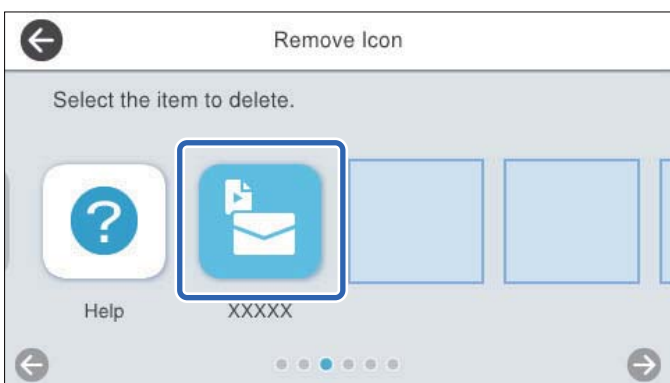 Remove Icon
Select the item to delete.
?
Help
XXXXX